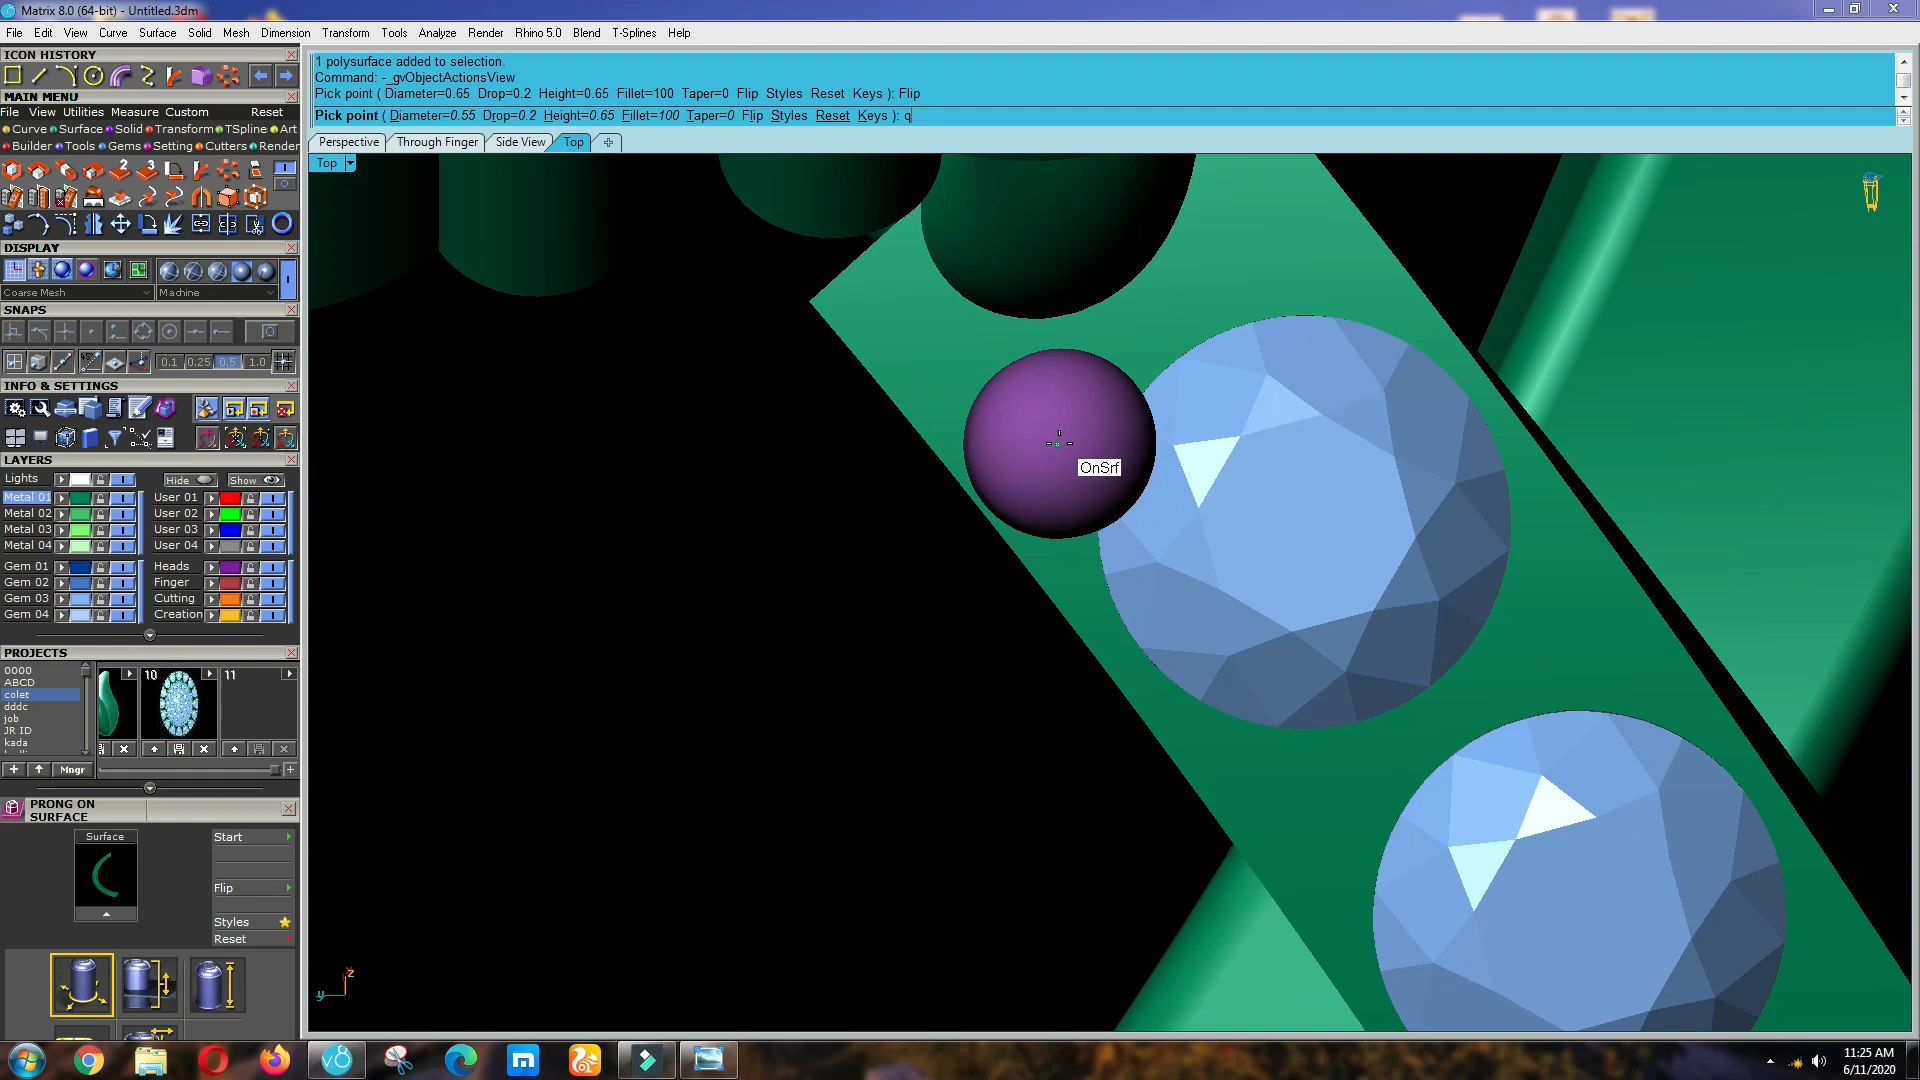 Matrix 8.0 (64-bit) - Untitled.3dm
File Edit View Curve Surface Solid Mesh Dimension Transform Tools Analyze Render Rhino 5.0 Blend T-Splines Help
ICON HISTORY
1 polysurface added to selection.
Command: -_gvObjectActionsView
Pick point ( Diameter=0.65 Drop=0.2 Height=0.65 Fillet=100 Taper=0 Flip Styles Reset Keys ): Flip
Pick point ( Diameter=0.55 Drop=0.2 Height=0.65 Fillet=100 Taper=0 Flip Styles Reset Keys ): q
MAIN MENU
File View Utilities Measure Custom Reset
Curve Surface Solid Transform TSpline Art
Builder Tools Gems Setting Cutters Render
Perspective Through Finger Side View Top
Top
2 3
DISPLAY
Coarse Mesh Machine
SNAPS
0.1 0.25 0.5 1.0
INFO & SETTINGS
OnSrf
LAYERS
Lights Hide Show
Metal 01 User 01
Metal 02 User 02
Metal 03 User 03
Metal 04 User 04
Gem 01 Heads
Gem 02 Finger
Gem 03 Cutting
Gem 04 Creation
PROJECTS
0000
ABCD
colet
dddc
job
JR ID
kada
10 11
Mngr
PRONG ON
SURFACE
Surface
Start
Flip
Styles
Reset
z
y
v.8
11:25 AM
6/11/2020